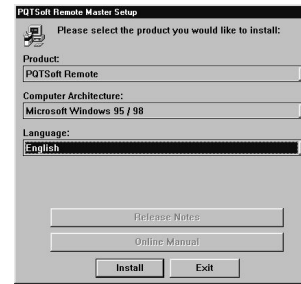 PQTSoft Remote Master Setup
Please select the product you would like to install:
Product:
PQTSoft Remote
Computer Architecture:
Microsoft Windows 95 / 98
Language:
English
Release Notes
Online Manual
Install Exit